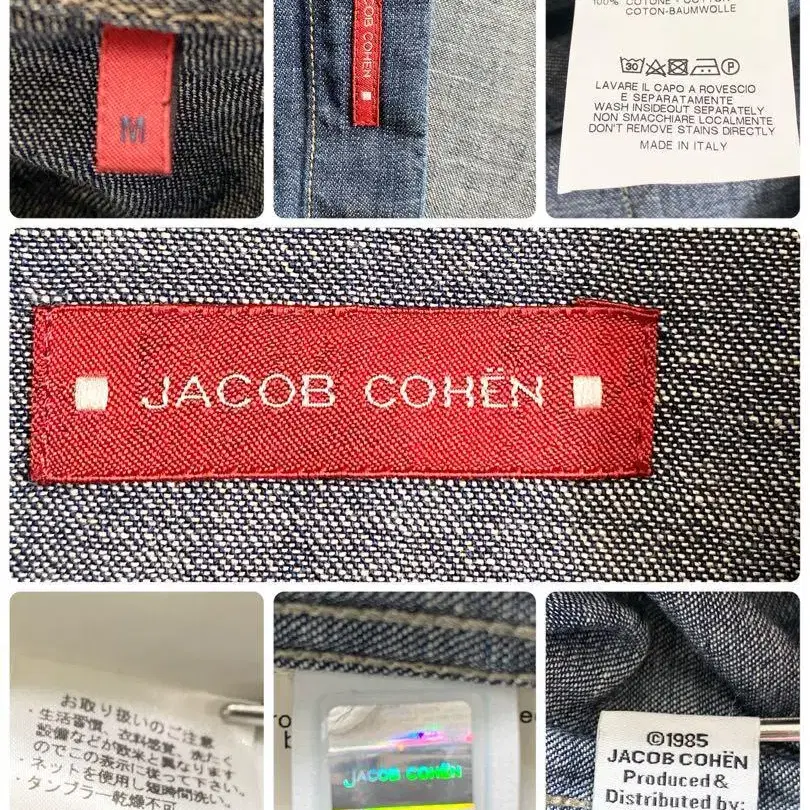 M
COB COHËN
100% COTONE - COTTON
COTON-BAUMWOLLE
LAVARE IL CAPO A ROVESCIO
E SEPARATAMENTE
WASH INSIDEOUT SEPARATELY
NON SMACCHIARE LOCALMENTE
DON'T REMOVE STAINS DIRECTLY
MADE IN ITALY
JACOB COHËN
お取り扱いのご注意
・生活習慣、衣料感覚、洗たく
設備などが欧米と異なります
のでこの表示に従って下さい。
・ネットを使用し短時間洗い。
・タンブラー乾燥不可
JACOB COHËN
©1985
JACOB COHËN
Produced &
Distributed by: